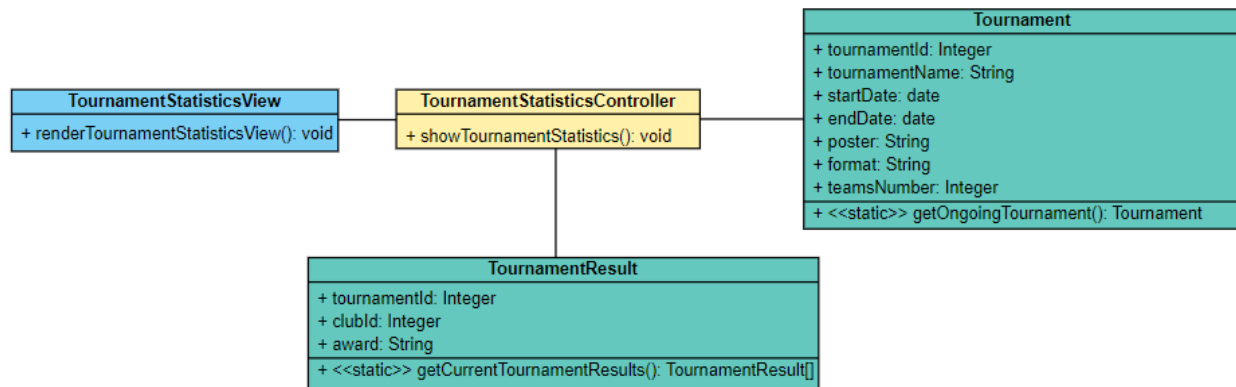 TournamentStatisticsView
+ renderTournamentStatisticsView(): void
TournamentStatisticsController
+ showTournamentStatistics(): void
Tournament
+ tournamentId: Integer
+ tournamentName: String
+ startDate: date
+ endDate: date
+ poster: String
+ format: String
+ teamsNumber: Integer
+ <<static>> getOngoingTournament(): Tournament
TournamentResult
+ tournamentId: Integer
+ clubId: Integer
+ award: String
+ <<static>> getCurrentTournamentResults(): TournamentResult[]